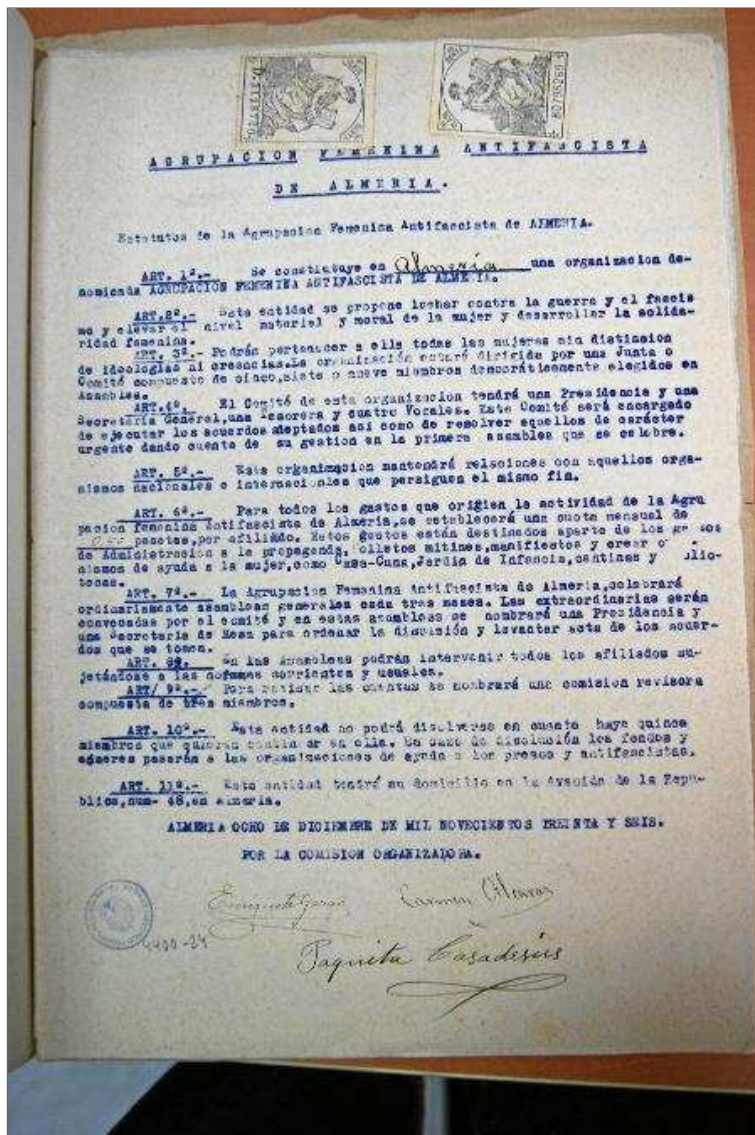 AGRUPACION FEMENINA ANTIFASCISTA
DE ALMERIA.
Estatutos de la Agrupacion Femenina Antifascista de ALMERIA.
ART. 1º.- Se constiatuye en Almería una organizacion de-
nomicada AGRUPACION FEMENINA ANTIFASCISTA DE ALMERIA.
ART.2º.- Esta entidad se propone luchar contra la guerra y el fascis
mo y elevar el nivel material y moral de la mujer y desarrollar la solida-
ridad femenina.
ART. 3º.- Podrán pertenecer a ella todas las mujeres sin distincion
de ideologias ni creencias.La organización estará dirigida por una Junta o
Comité compuesto de cinco,siete o nueve miembros democráticamente elegidos en
Asamblea.
ART.4º.- El Comité de esta organizacion tendrá una Presidencia y una
Secretaria General,una Tesorera y cuatro Vocales. Este Comité será encargado
de ejecutar los acuerdos adoptados asi como de resolver aquellos de carácter
urgente dando cuenta de su gestion en la primera asamblea que se celebre.
ART. 5º.- Esta organizacion mantendrá relaciones con aquellos orga-
nismos nacionales e internacionales que persiguen el mismo fin.
ART. 6º.- Para todos los gastos que origien la actividad de la Agru
pacion femenina Antifascista de Almería,se establecerá una cuota mensual de
pesetas,por afiliado. Estos gastos están destinados aparte de los
de Administracion a la propaganda, mitines,manifiestos y crear
nismos de ayuda a la mujer,como Casa-Cuna,Jardin de Infancia,cantinas y
tecas.
ART. 7º.- La Agrupacion Femenina Antifascista de Almeria,celebrará
ordinariamente asambleas generales cada tres meses. Las extraordinarias serán
convocadas por el comité y en estas asambleas se nombrará una Presidencia y
una Secretaria de Mesa para ordenar la disusión y levantar acta de los acuer-
dos que se tomen.
ART. 8º. En las Asambleas podrán intervenir todos los afiliados su-
jetándose a las normas corrientes y usuales.
ART/ 9º.- Para revisar las cuentas se nombrará una comision revisora
compuesta de tres miembros.
ART. 10º.- Esta entidad no podrá disolverse en cuanto haya quince
miembros que quieran continuar en ella. En caso de disolución los fondos y
enseres pasarán a las organizaciones de ayuda a los presos y antifascistas.
ART. 11º.- Esta entidad tendrá su domicilio en la Avenida de la Repu-
blica,num- 48,en Almeria.
ALMERIA OCHO DE DICIEMBRE DE MIL NOVECIENTOS TREINTA Y SEIS.
POR LA COMISION ORGANIZADORA.
Carmen
Paquita Casadesús